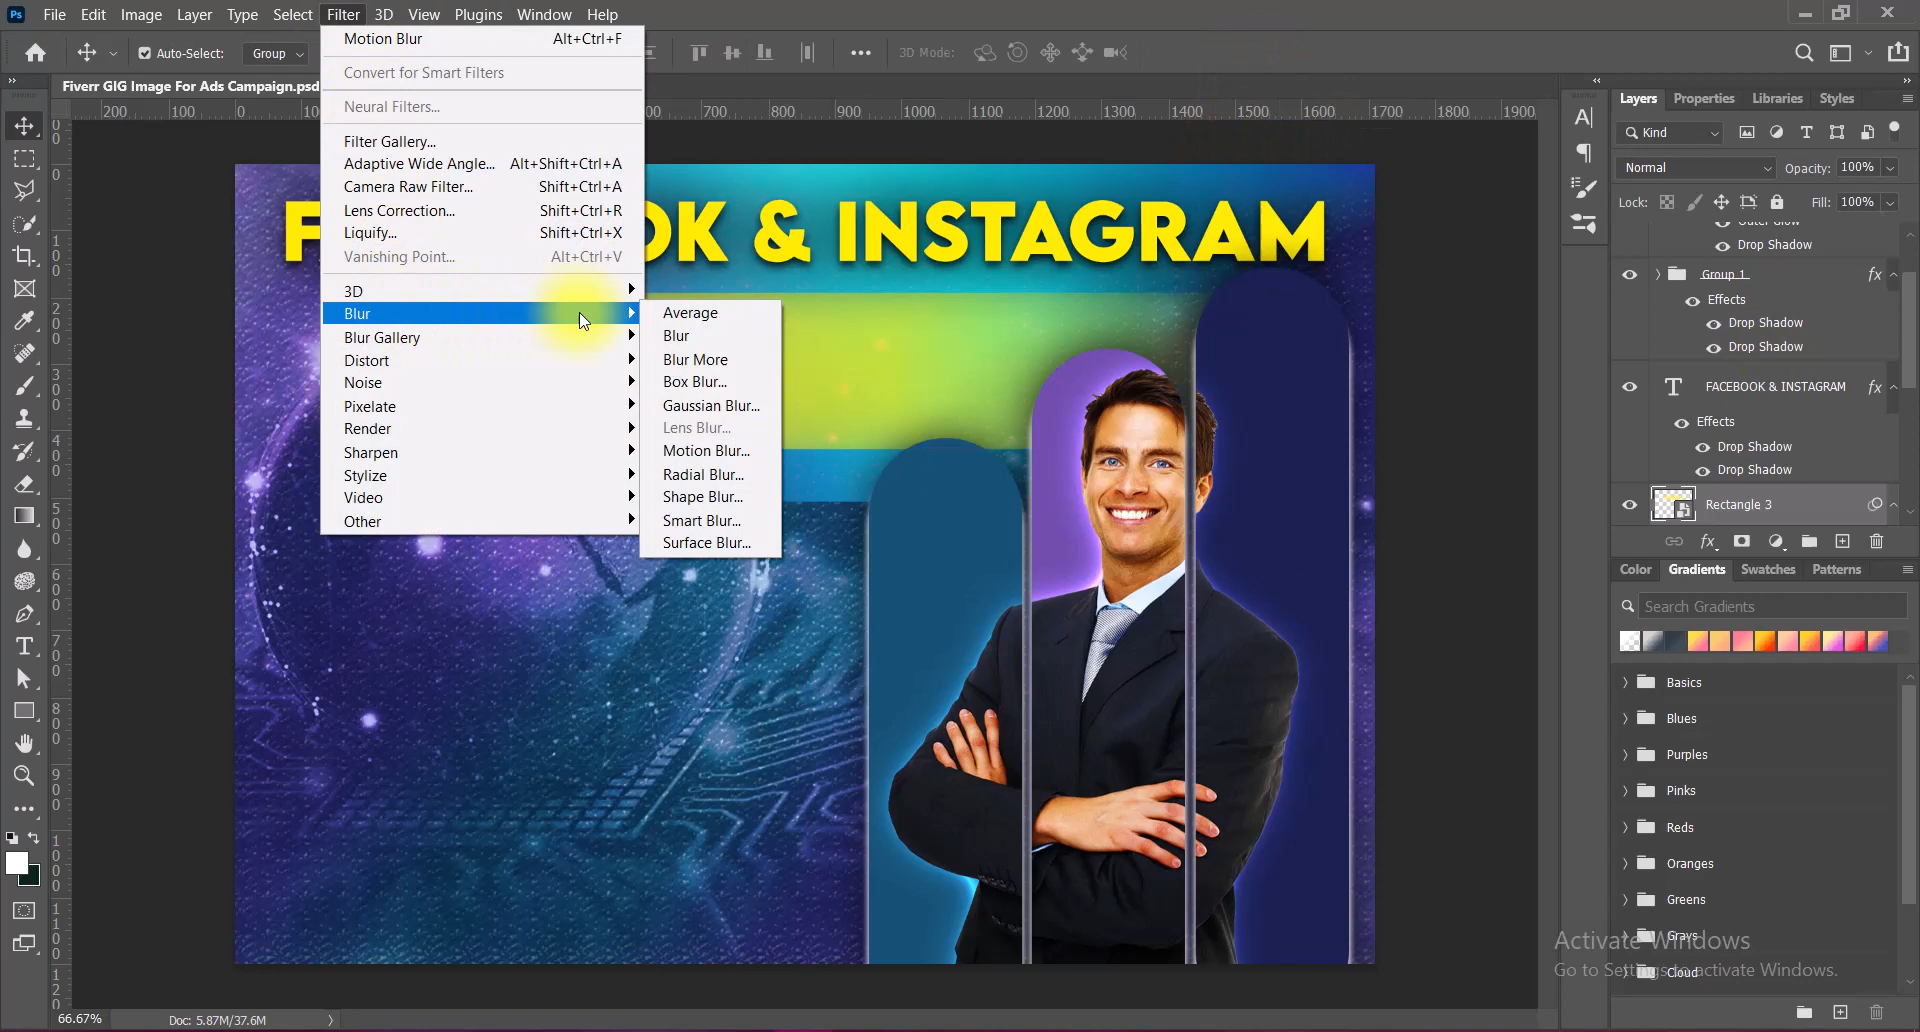 Ps File Edit Image Layer Type Select Filter 3D View Plugins Window Help
Auto-Select: Group 3D Mode:
Fiverr GIG Image For Ads Campaign.psd
200 100 0 700 800 900 1000 1100 1200 1300 1400 1500 1600 1700 1800 1900
Motion Blur Alt+Ctrl+F
Convert for Smart Filters
Neural Filters...
Filter Gallery...
Adaptive Wide Angle... Alt+Shift+Ctrl+A
Camera Raw Filter... Shift+Ctrl+A
Lens Correction... Shift+Ctrl+R
Liquify... Shift+Ctrl+X
Vanishing Point... Alt+Ctrl+V
3D
Blur
Blur Gallery
Distort
Noise
Pixelate
Render
Sharpen
Stylize
Video
Other
Average
Blur
Blur More
Box Blur...
Gaussian Blur...
Lens Blur...
Motion Blur...
Radial Blur...
Shape Blur...
Smart Blur...
Surface Blur...
OK & INSTAGRAM
Layers Properties Libraries Styles
Kind
Normal Opacity: 100%
Lock: Fill: 100%
Outer Glow
Drop Shadow
Group 1 fx
Effects
Drop Shadow
Drop Shadow
FACEBOOK & INSTAGRAM fx
Effects
Drop Shadow
Drop Shadow
Rectangle 3
fx
Color Gradients Swatches Patterns
Search Gradients
Basics
Blues
Purples
Pinks
Reds
Oranges
Greens
Grays
Cloud
Activate Windows
Go to Settings to activate Windows.
66.67% Doc: 5.87M/37.6M